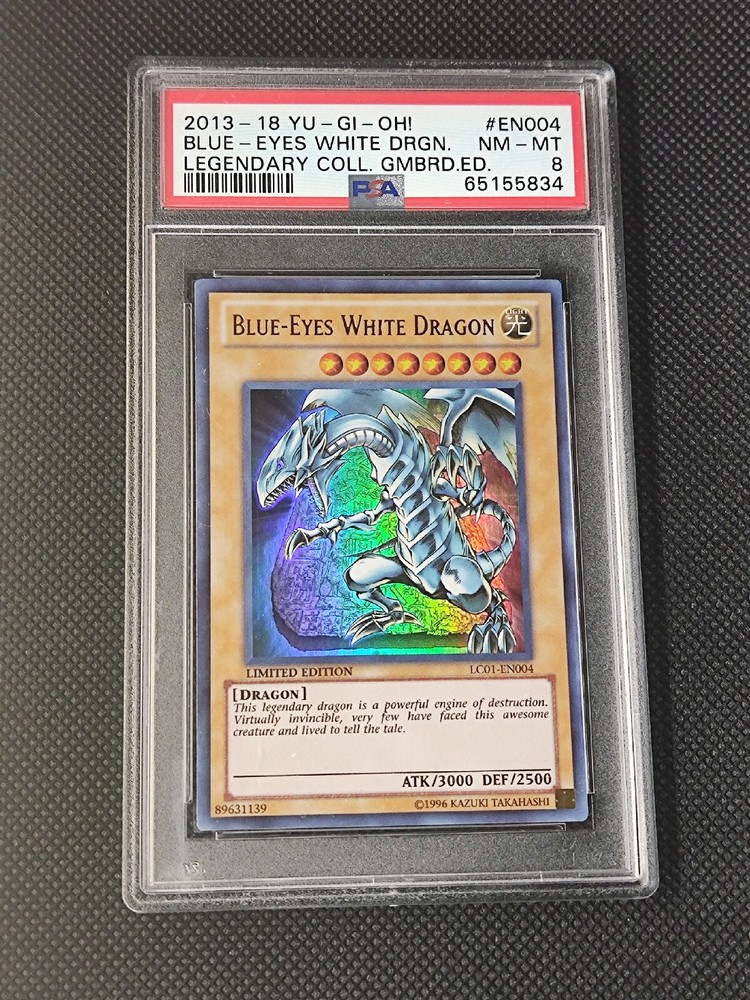 2013-18 YU-GI-OH! #EN004
BLUE-EYES WHITE DRGN. NM-MT
LEGENDARY COLL. GMBRD.ED. 8
PSA 65155834
BLUE-EYES WHITE DRAGON
LIGHT 光
LIMITED EDITION LC01-EN004
[DRAGON]
This legendary dragon is a powerful engine of destruction.
Virtually invincible, very few have faced this awesome
creature and lived to tell the tale.
ATK/3000 DEF/2500
89631139 ©1996 KAZUKI TAKAHASHI